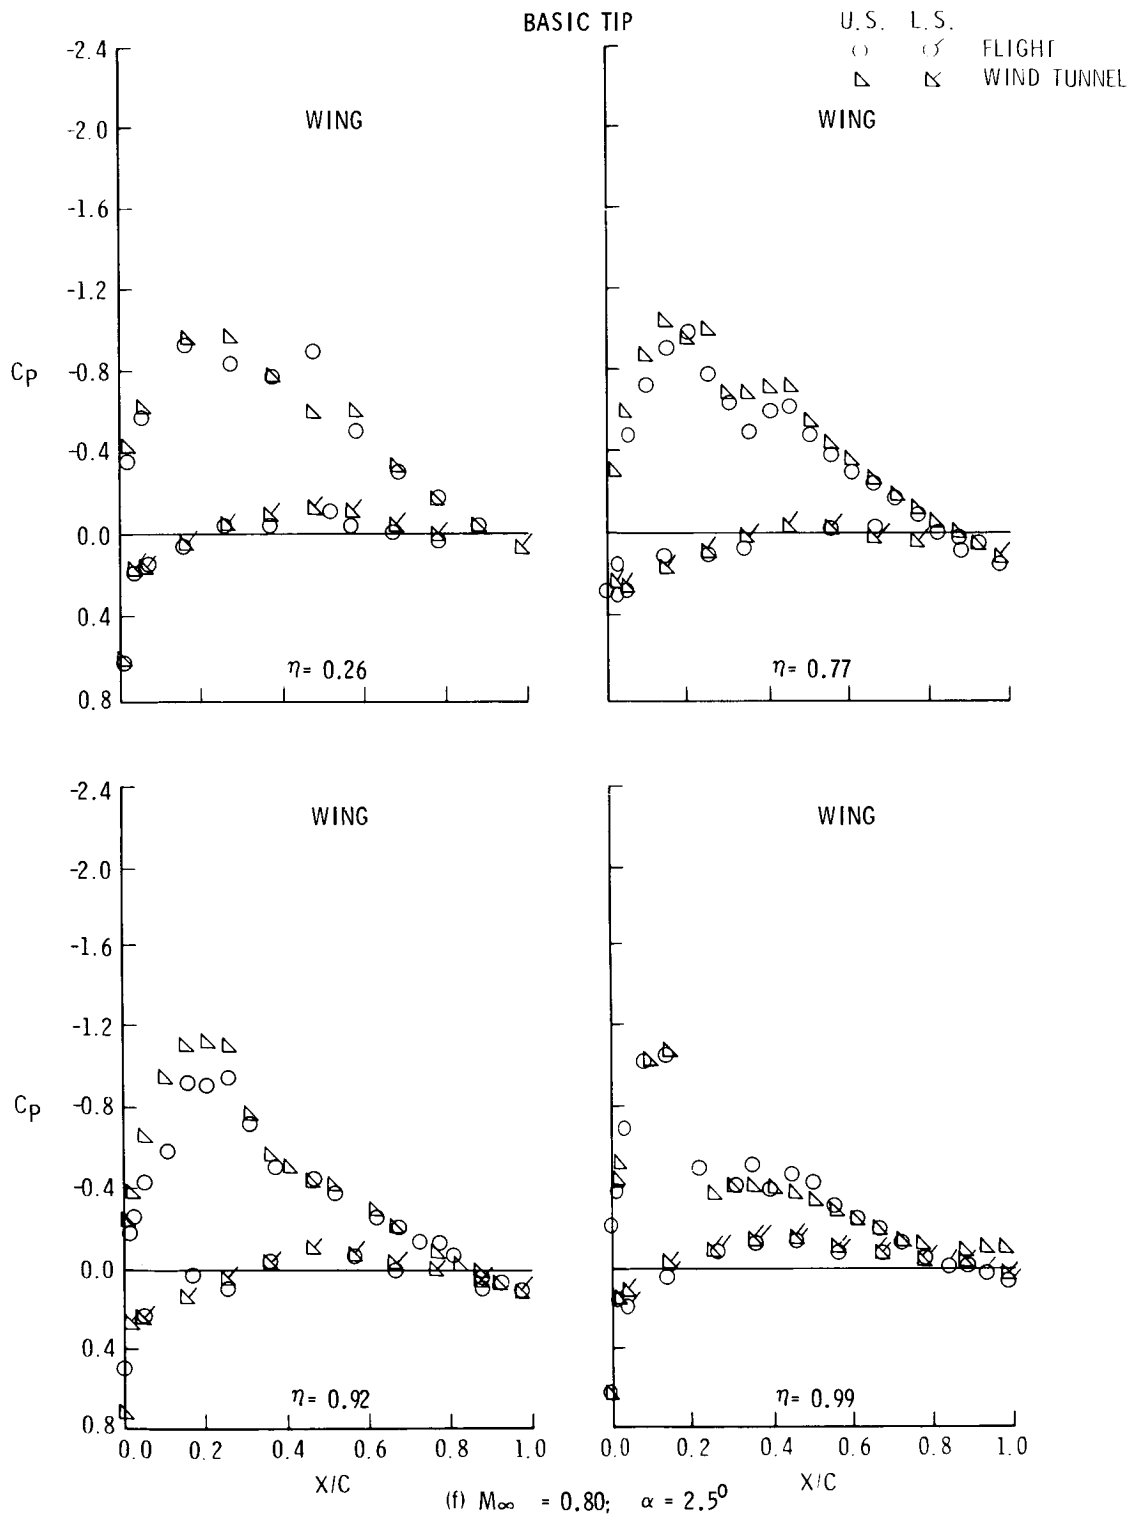 BASIC TIP
U.S. L.S.
FLIGHT
WIND TUNNEL
WING
-2.4
-2.0
-1.6
-1.2
-0.8
-0.4
0.0
0.4
0.8
CP
η= 0.26
WING
η= 0.77
WING
-2.4
-2.0
-1.6
-1.2
-0.8
-0.4
0.0
0.4
0.8
CP
η= 0.92
0.0 0.2 0.4 0.6 0.8 1.0
X/C
WING
η= 0.99
0.0 0.2 0.4 0.6 0.8 1.0
X/C
(f) M∞ = 0.80; α = 2.5⁰